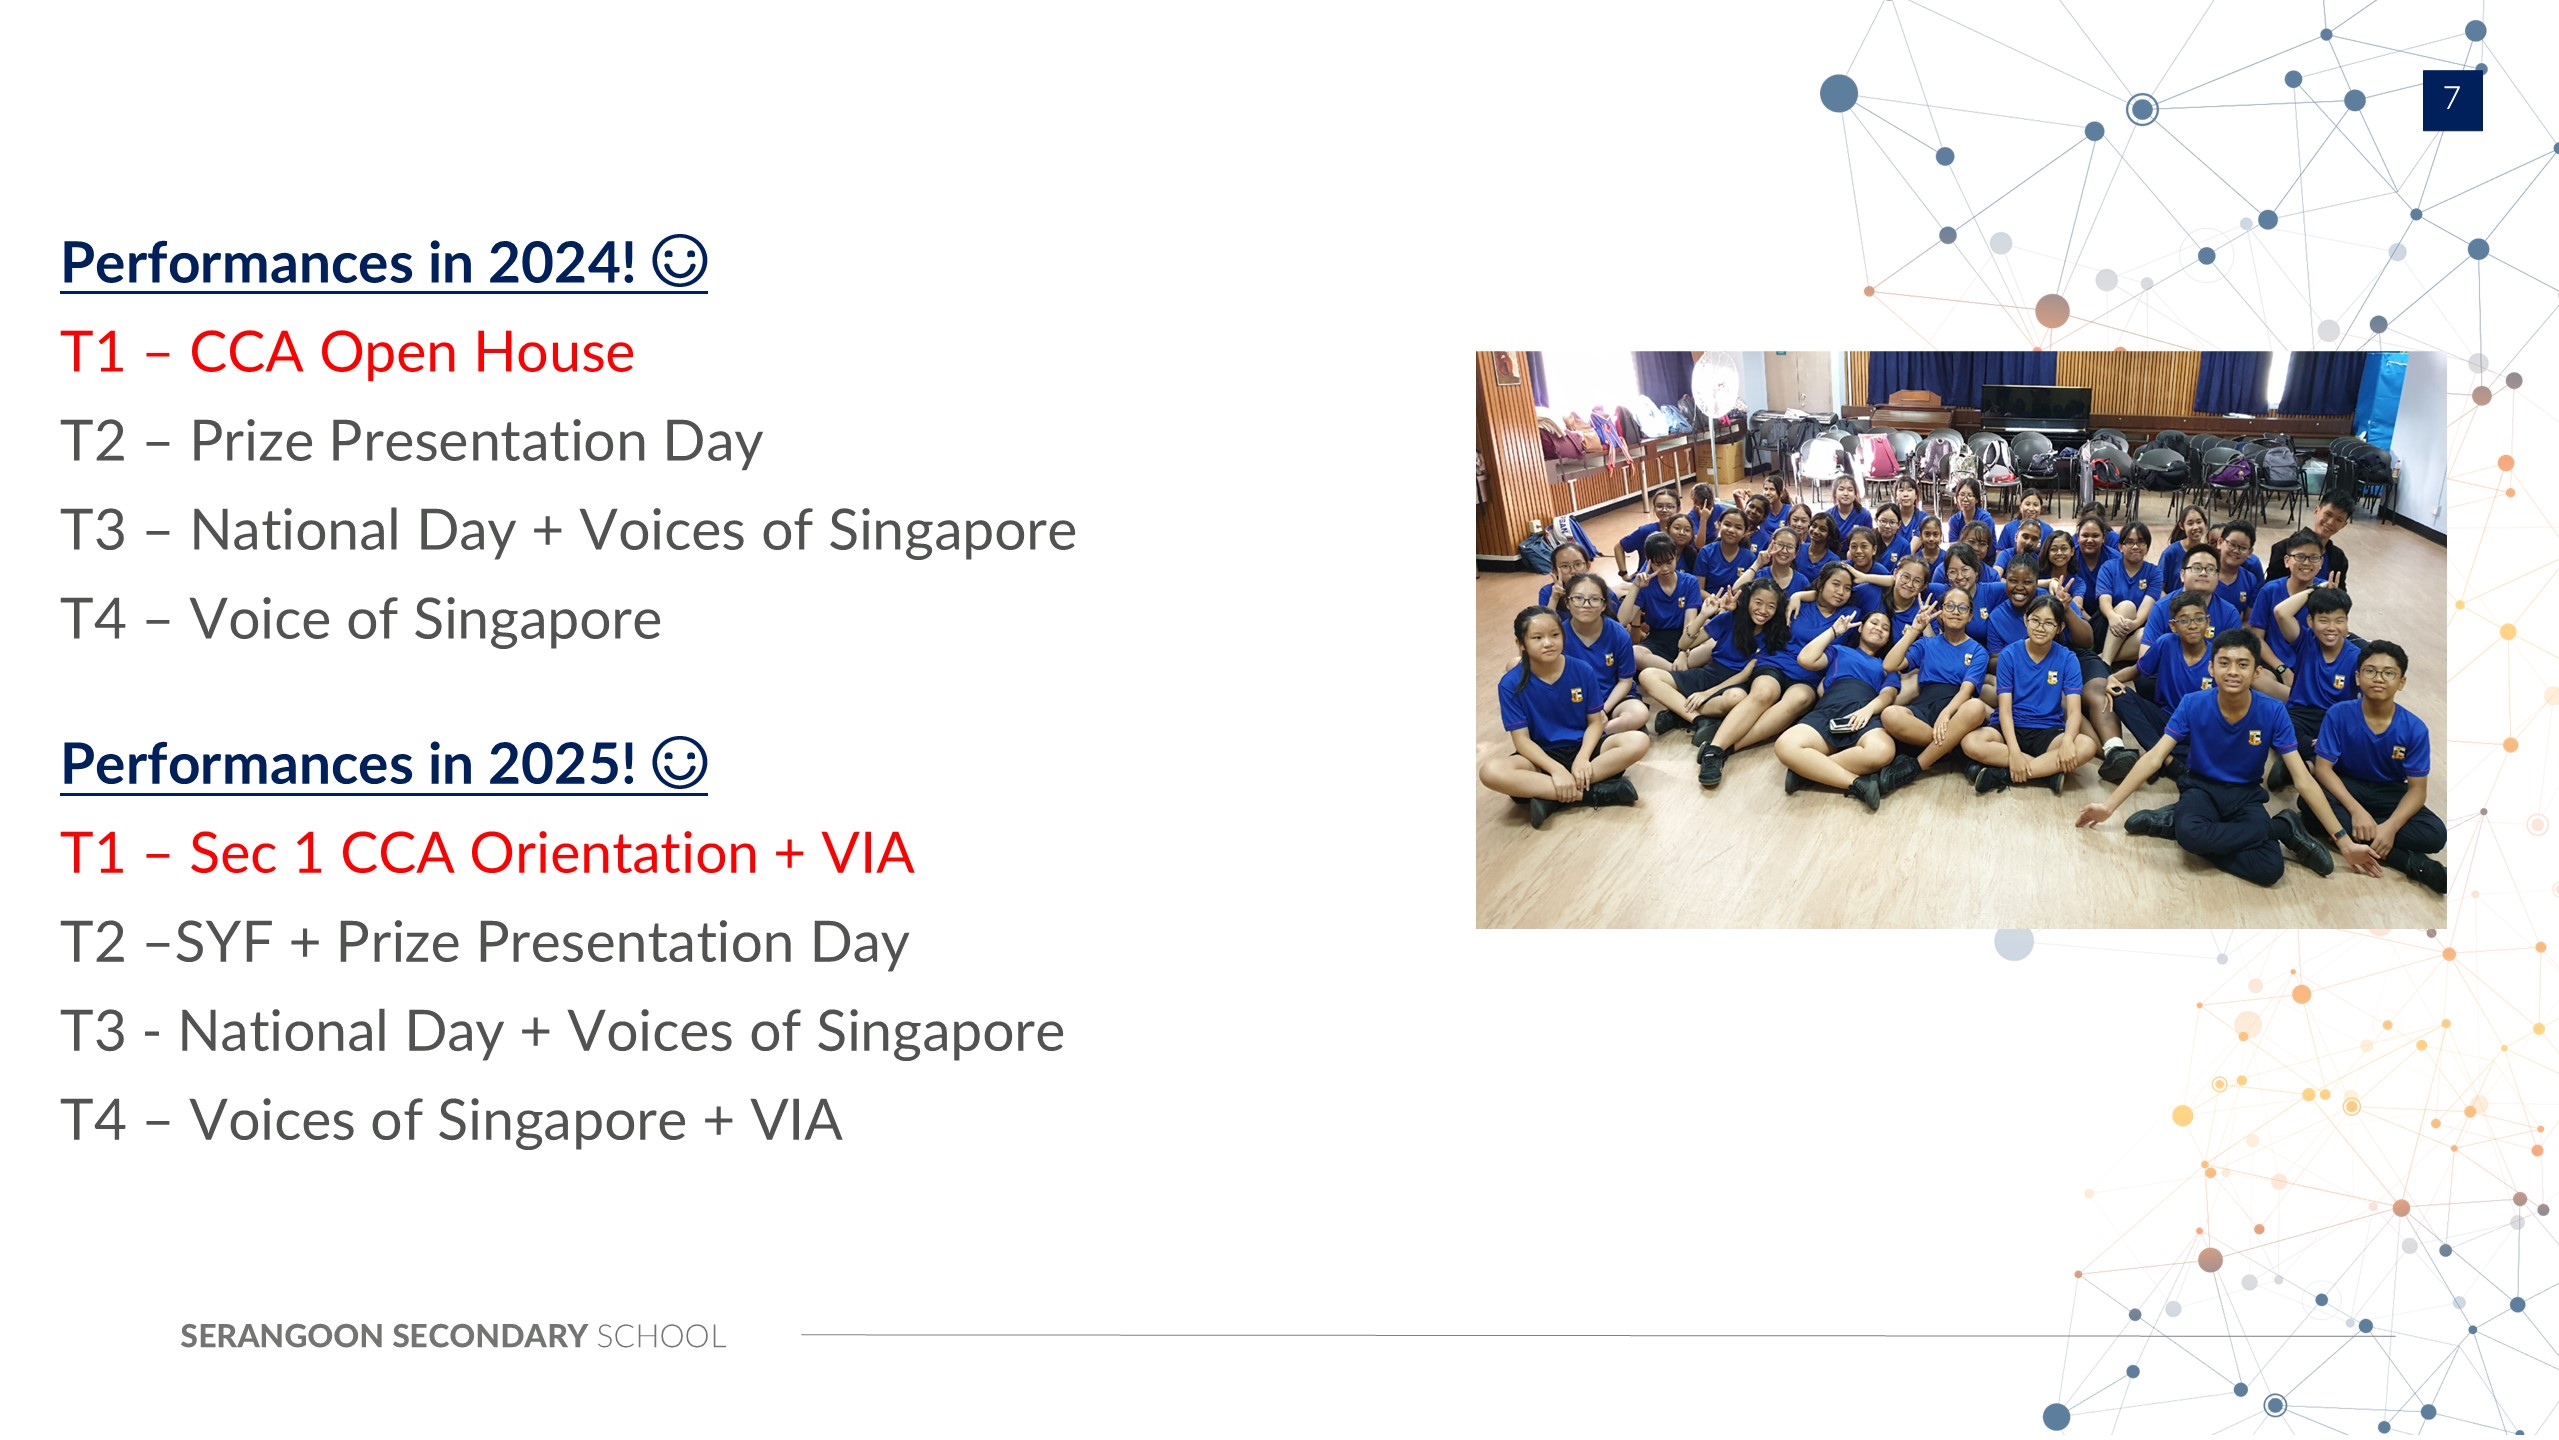 7
Performances in 2024! ☺
T1 – CCA Open House
T2 – Prize Presentation Day
T3 – National Day + Voices of Singapore
T4 – Voice of Singapore
Performances in 2025! ☺
T1 – Sec 1 CCA Orientation + VIA
T2 –SYF + Prize Presentation Day
T3 - National Day + Voices of Singapore
T4 – Voices of Singapore + VIA
SERANGOON SECONDARY SCHOOL